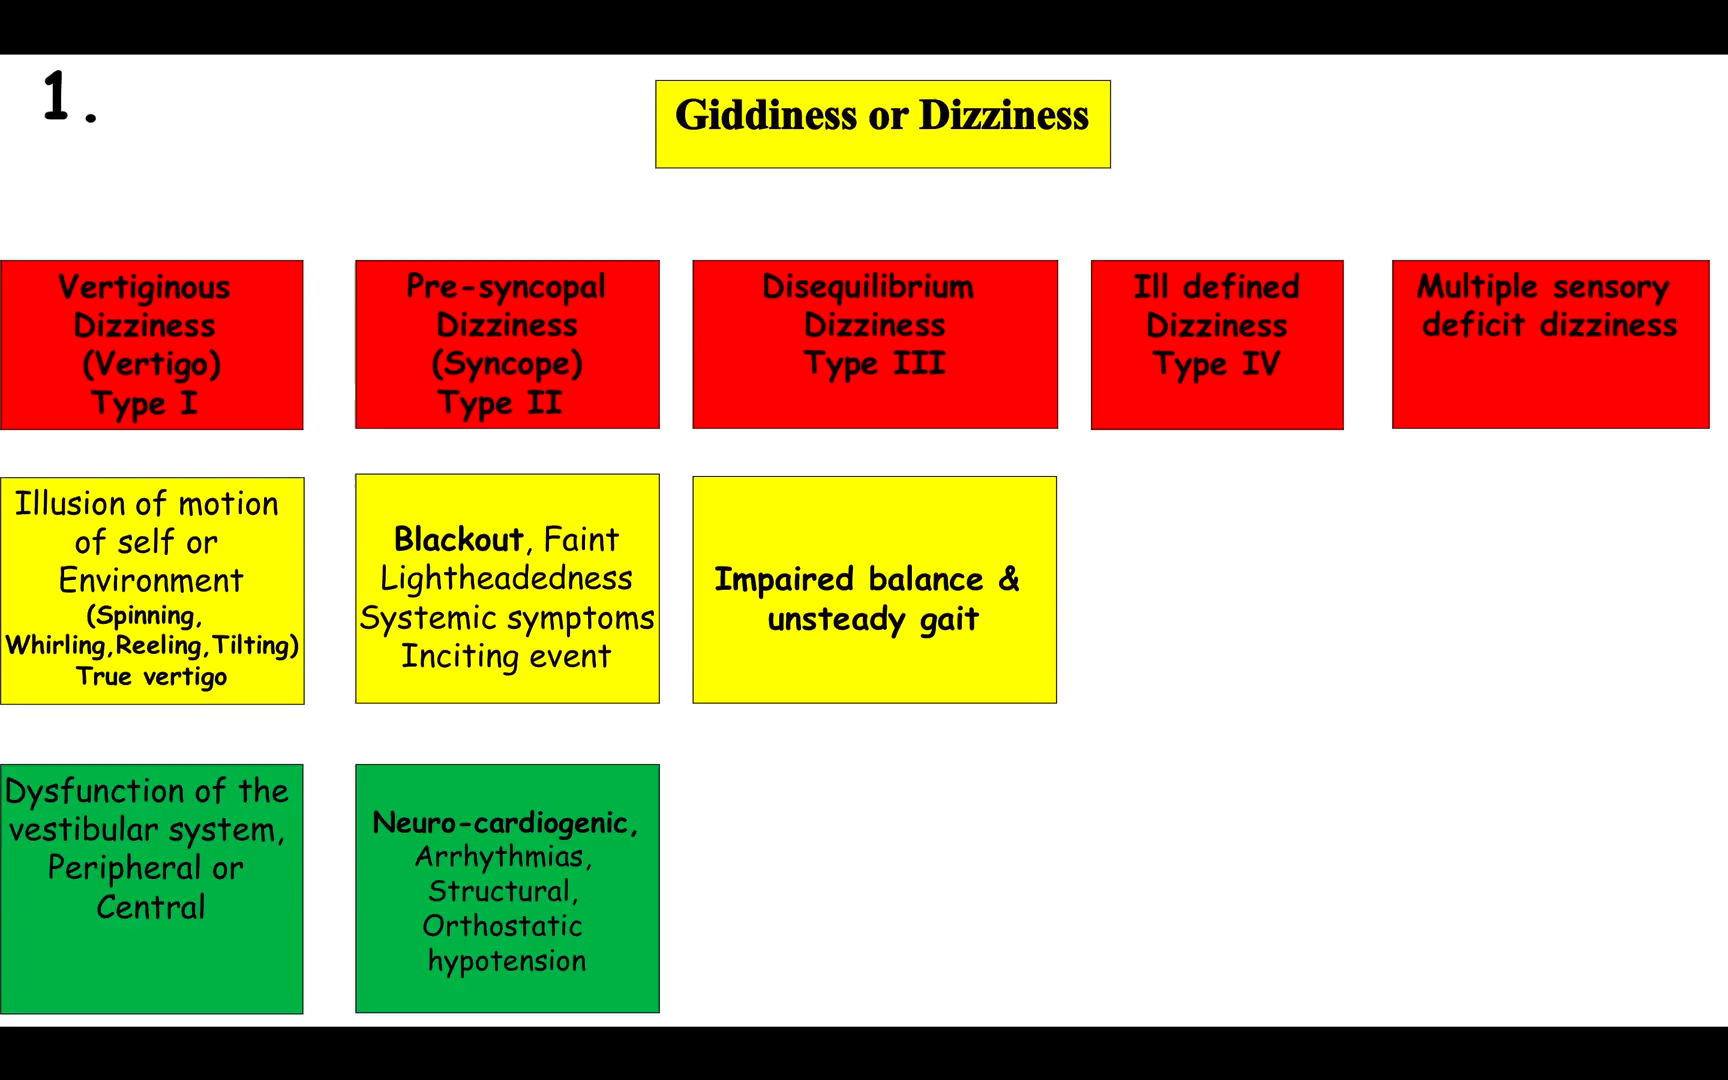 1.
Giddiness or Dizziness
Vertiginous
Dizziness
(Vertigo)
Type I
Pre-syncopal
Dizziness
(Syncope)
Type II
Disequilibrium
Dizziness
Type III
Ill defined
Dizziness
Type IV
Multiple sensory
deficit dizziness
Illusion of motion
of self or
Environment
(Spinning,
Whirling,Reeling,Tilting)
True vertigo
Blackout, Faint
Lightheadedness
Systemic symptoms
Inciting event
Impaired balance &
unsteady gait
Dysfunction of the
vestibular system,
Peripheral or
Central
Neuro-cardiogenic,
Arrhythmias,
Structural,
Orthostatic
hypotension